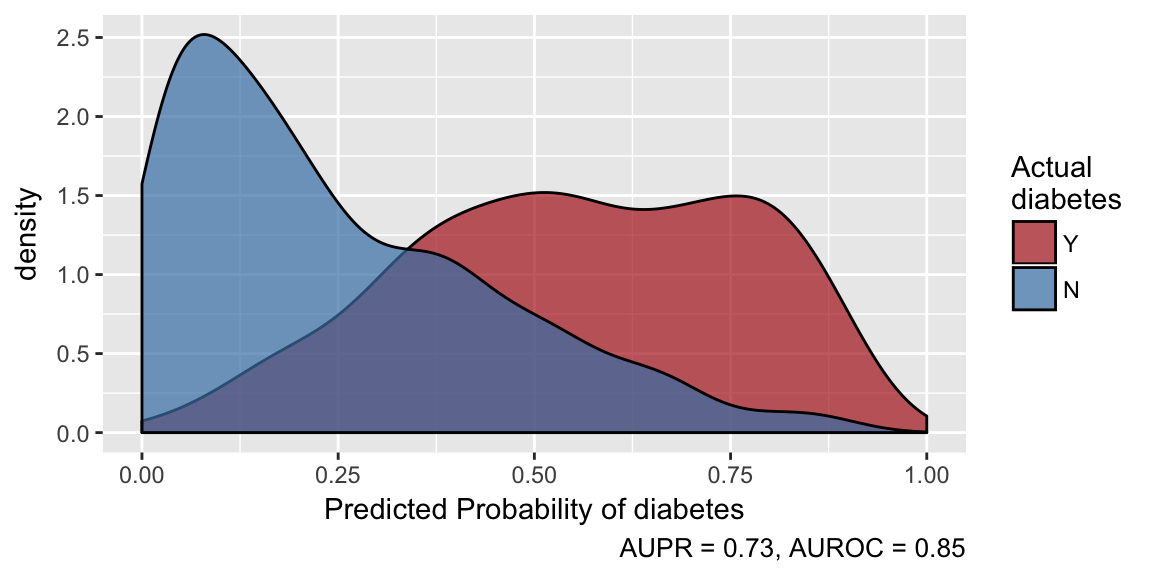 density
2.5
2.0
1.5
1.0
0.5
0.0
0.00 0.25 0.50 0.75 1.00
Predicted Probability of diabetes
AUPR = 0.73, AUROC = 0.85
Actual
diabetes
Y
N